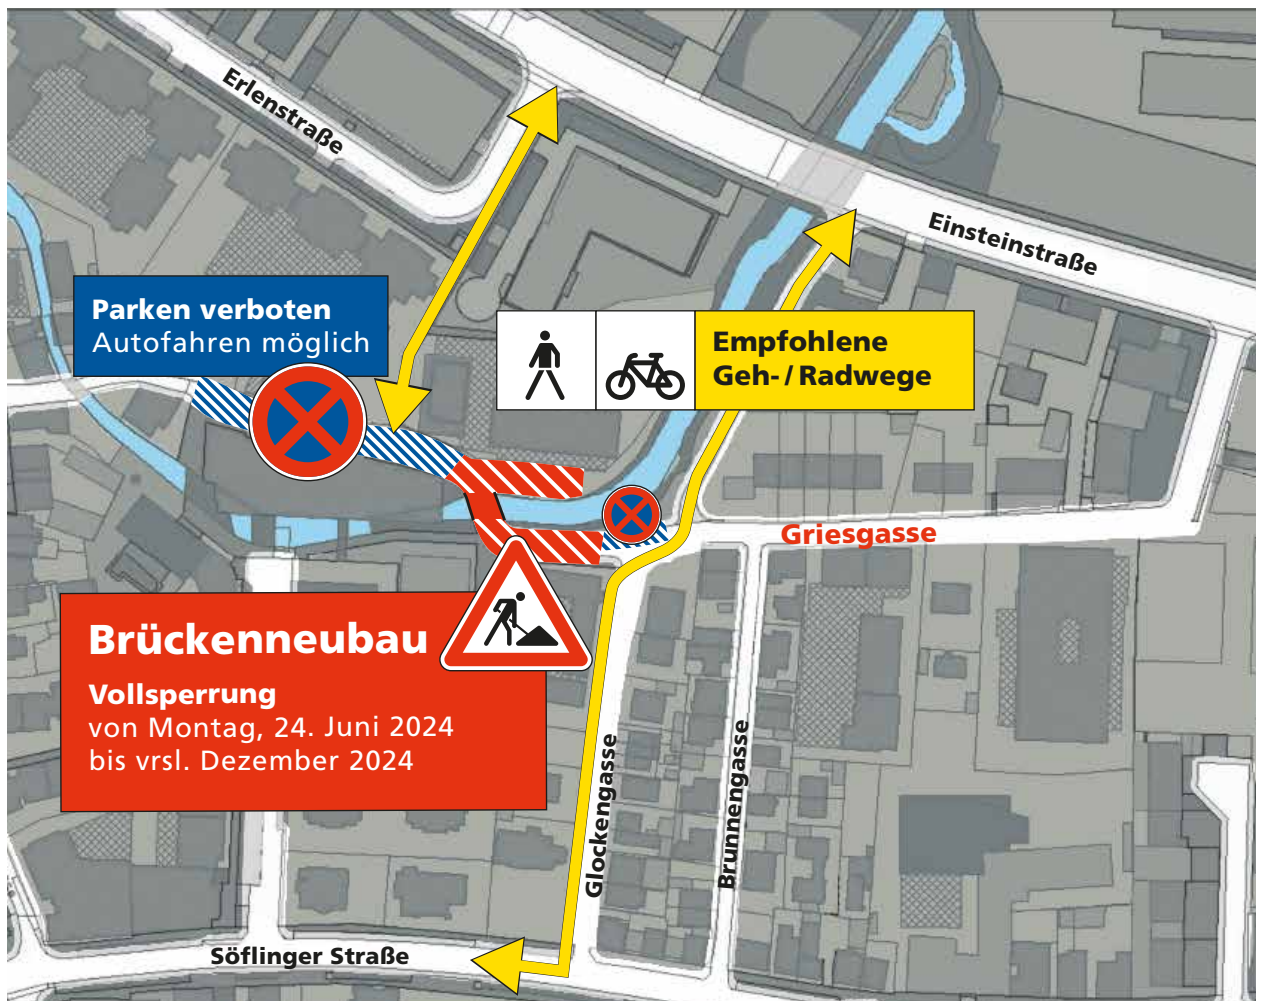 Erlenstraße
Einsteinstraße
Parken verboten
Autofahren möglich
Empfohlene
Geh- / Radwege
Griesgasse
Brückenneubau
Vollsperrung
von Montag, 24. Juni 2024
bis vrsl. Dezember 2024
Glockengasse
Brunnengasse
Söflinger Straße